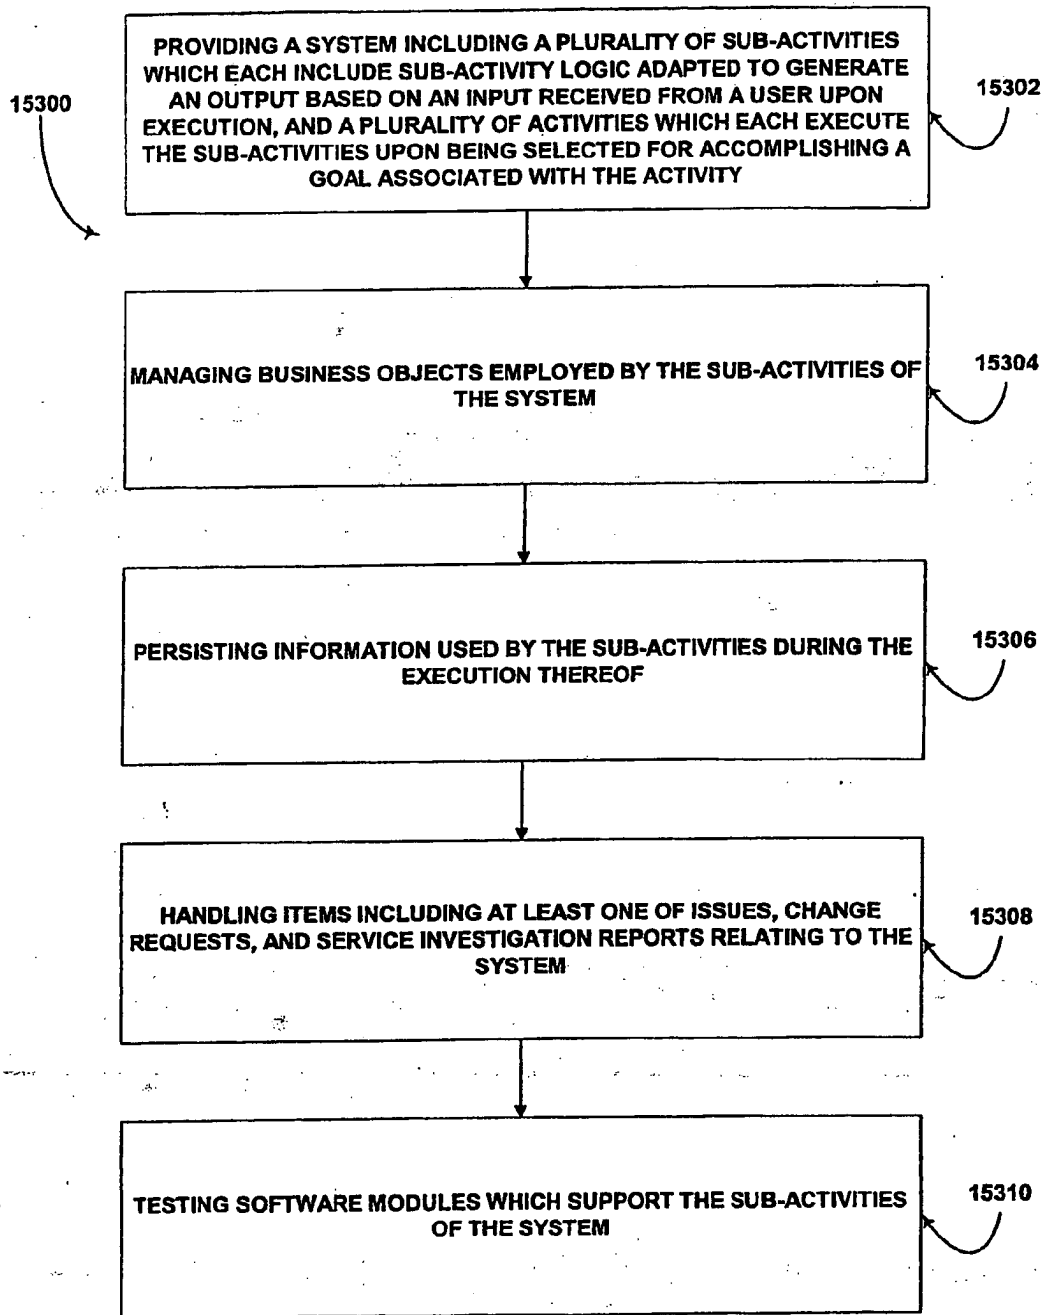 PROVIDING A SYSTEM INCLUDING A PLURALITY OF SUB-ACTIVITIES
WHICH EACH INCLUDE SUB-ACTIVITY LOGIC ADAPTED TO GENERATE
AN OUTPUT BASED ON AN INPUT RECEIVED FROM A USER UPON
EXECUTION, AND A PLURALITY OF ACTIVITIES WHICH EACH EXECUTE
THE SUB-ACTIVITIES UPON BEING SELECTED FOR ACCOMPLISHING A
GOAL ASSOCIATED WITH THE ACTIVITY
15300
15302
MANAGING BUSINESS OBJECTS EMPLOYED BY THE SUB-ACTIVITIES OF
THE SYSTEM
15304
PERSISTING INFORMATION USED BY THE SUB-ACTIVITIES DURING THE
EXECUTION THEREOF
15306
HANDLING ITEMS INCLUDING AT LEAST ONE OF ISSUES, CHANGE
REQUESTS, AND SERVICE INVESTIGATION REPORTS RELATING TO THE
SYSTEM
15308
TESTING SOFTWARE MODULES WHICH SUPPORT THE SUB-ACTIVITIES
OF THE SYSTEM
15310